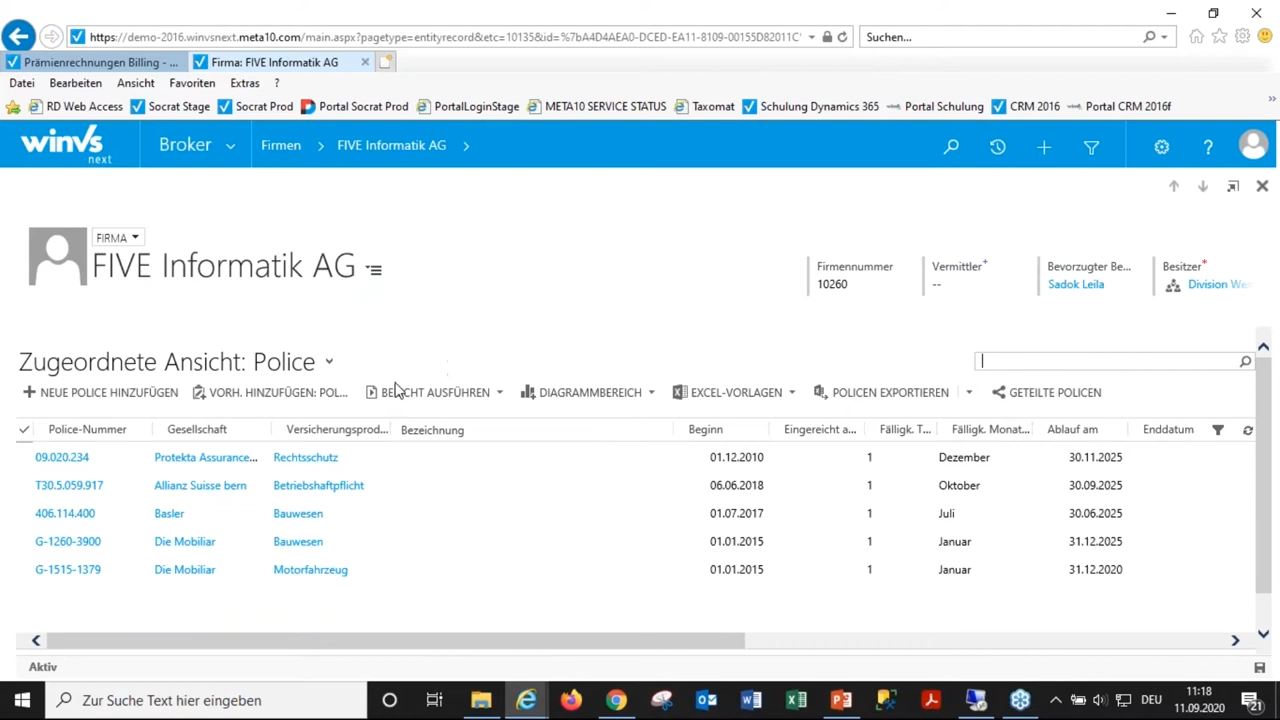 https://demo-2016.winvsnext.meta10.com/main.aspx?pagetype=entityrecord&etc=10135&id=%7bA4D4AEA0-DCED-EA11-8109-00155D82011C'
Suchen...
Prämienrechnungen Billing - ...
Firma: FIVE Informatik AG
Datei Bearbeiten Ansicht Favoriten Extras ?
RD Web Access Socrat Stage Socrat Prod Portal Socrat Prod PortalLoginStage META10 SERVICE STATUS Taxomat Schulung Dynamics 365 Portal Schulung CRM 2016 Portal CRM 2016f
winvs next Broker Firmen FIVE Informatik AG
FIRMA
FIVE Informatik AG
Firmennummer Vermittler+ Bevorzugter Be... Besitzer*
10260 -- Sadok Leila Division We
Zugeordnete Ansicht: Police
NEUE POLICE HINZUFÜGEN VORH. HINZUFÜGEN: POL... BERICHT AUSFÜHREN DIAGRAMMBEREICH EXCEL-VORLAGEN POLICEN EXPORTIEREN GETEILTE POLICEN
Police-Nummer Gesellschaft Versicherungsprod... Bezeichnung Beginn Eingereicht a... Fälligk. T... Fälligk. Monat... Ablauf am Enddatum
09.020.234 Protekta Assurance... Rechtsschutz 01.12.2010 1 Dezember 30.11.2025
T30.5.059.917 Allianz Suisse bern Betriebshaftpflicht 06.06.2018 1 Oktober 30.09.2025
406.114.400 Basler Bauwesen 01.07.2017 1 Juli 30.06.2025
G-1260-3900 Die Mobiliar Bauwesen 01.01.2015 1 Januar 31.12.2025
G-1515-1379 Die Mobiliar Motorfahrzeug 01.01.2015 1 Januar 31.12.2020
Aktiv
Zur Suche Text hier eingeben
DEU
11:18
11.09.2020
21